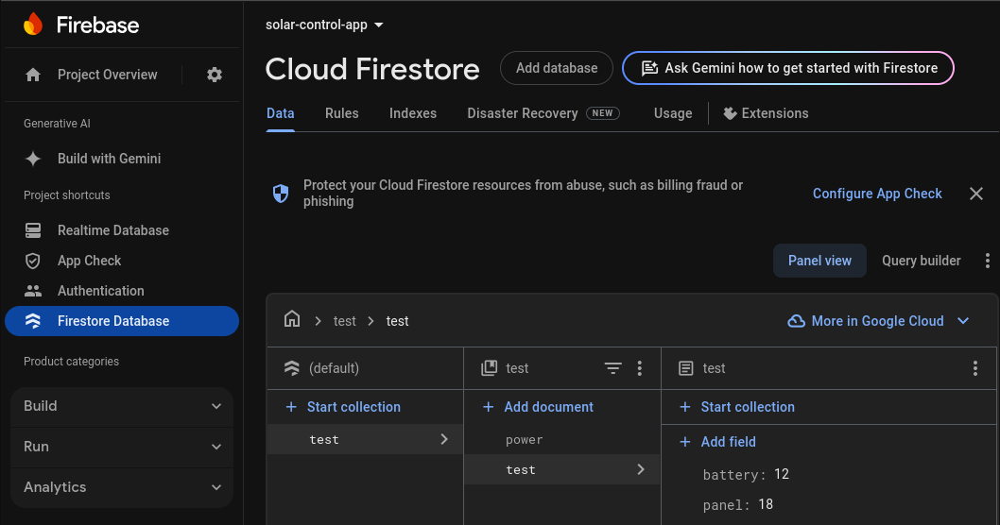 Firebase
solar-control-app
Project Overview
Cloud Firestore
Add database
Ask Gemini how to get started with Firestore
Data
Rules
Indexes
Disaster Recovery NEW
Usage
Extensions
Generative AI
Build with Gemini
Project shortcuts
Realtime Database
App Check
Authentication
Firestore Database
Product categories
Build
Run
Analytics
Protect your Cloud Firestore resources from abuse, such as billing fraud or
phishing
Configure App Check
Panel view
Query builder
test > test
More in Google Cloud
(default)
+ Start collection
test
test
+ Add document
power
test
test
+ Start collection
+ Add field
battery: 12
panel: 18